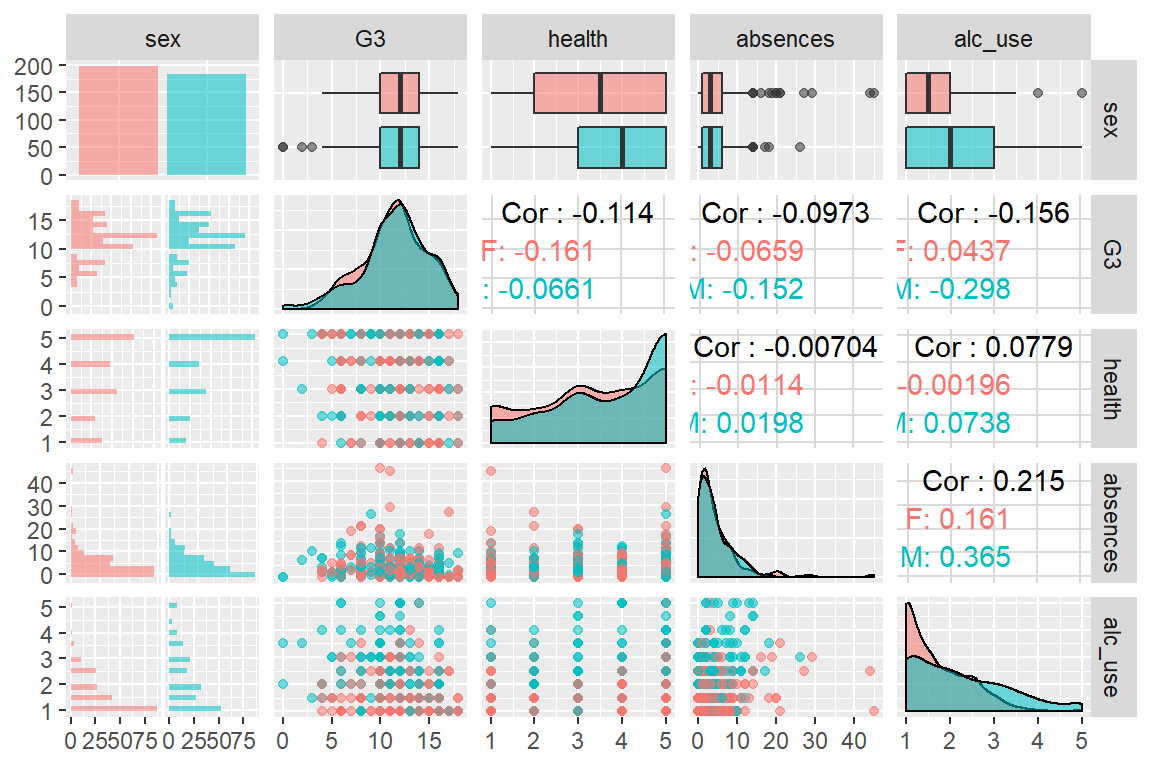 sex G3 health absences alc_use
200
150
100
50
0
sex
15
10
5
0
Cor : -0.114
F: -0.161
: -0.0661
Cor : -0.0973
: -0.0659
M: -0.152
Cor : -0.156
F: 0.0437
M: -0.298
G3
5
4
3
2
1
Cor : -0.00704
: -0.0114
M: 0.0198
Cor : 0.0779
-0.00196
M: 0.0738
health
40
30
20
10
0
Cor : 0.215
F: 0.161
M: 0.365
absences
5
4
3
2
1
alc_use
0 255075 0 255075 0 5 10 15 1 2 3 4 5 0 10 20 30 40 1 2 3 4 5